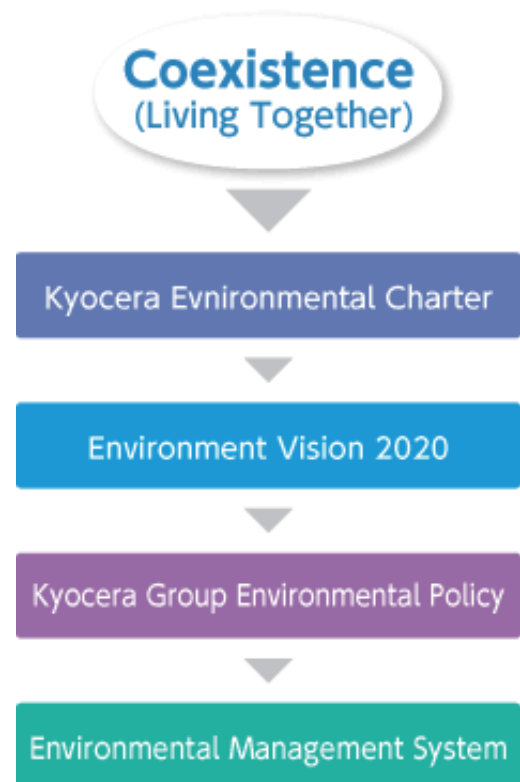 Coexistence
(Living Together)
Kyocera Evnironmental Charter
Environment Vision 2020
Kyocera Group Environmental Policy
Environmental Management System